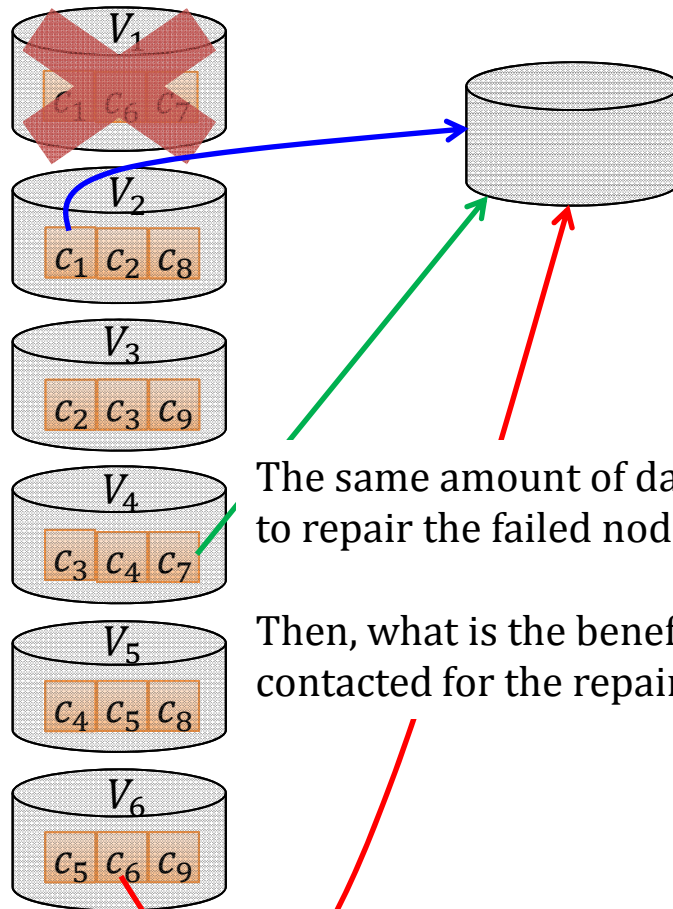 V₁
c₁ c₆ c₇
V₂
c₁ c₂ c₈
V₃
c₂ c₃ c₉
V₄
c₃ c₄ c₇
The same amount of da
to repair the failed nod
V₅
c₄ c₅ c₈
Then, what is the benef
contacted for the repair
V₆
c₅ c₆ c₉